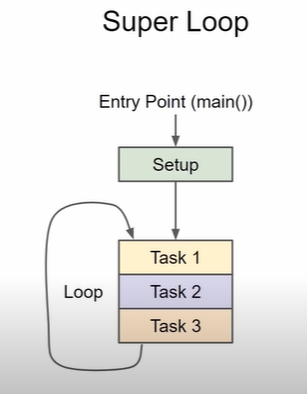 Super Loop
Entry Point (main())
Setup
Task 1
Loop
Task 2
Task 3